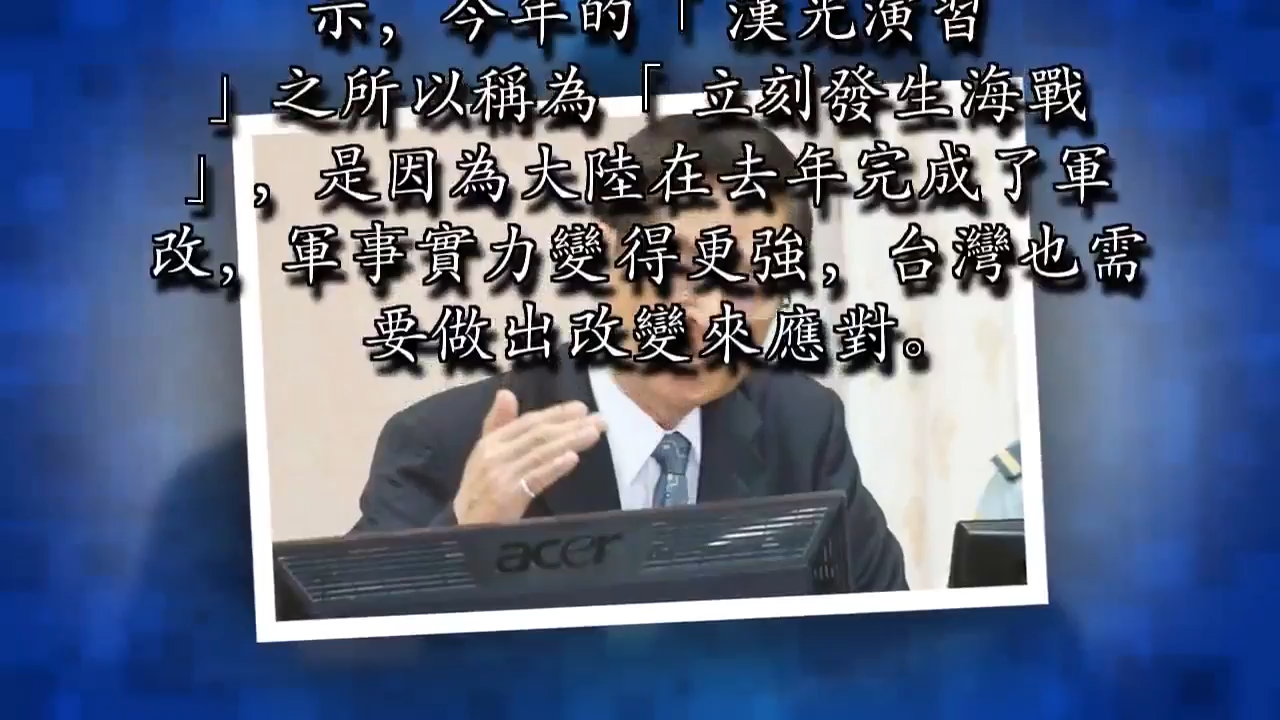 示，今年的「漢光演習
」之所以稱為「立刻發生海戰
」，是因為大陸在去年完成了軍
改，軍事實力變得更強，台灣也需
要做出改變來應對。
acer